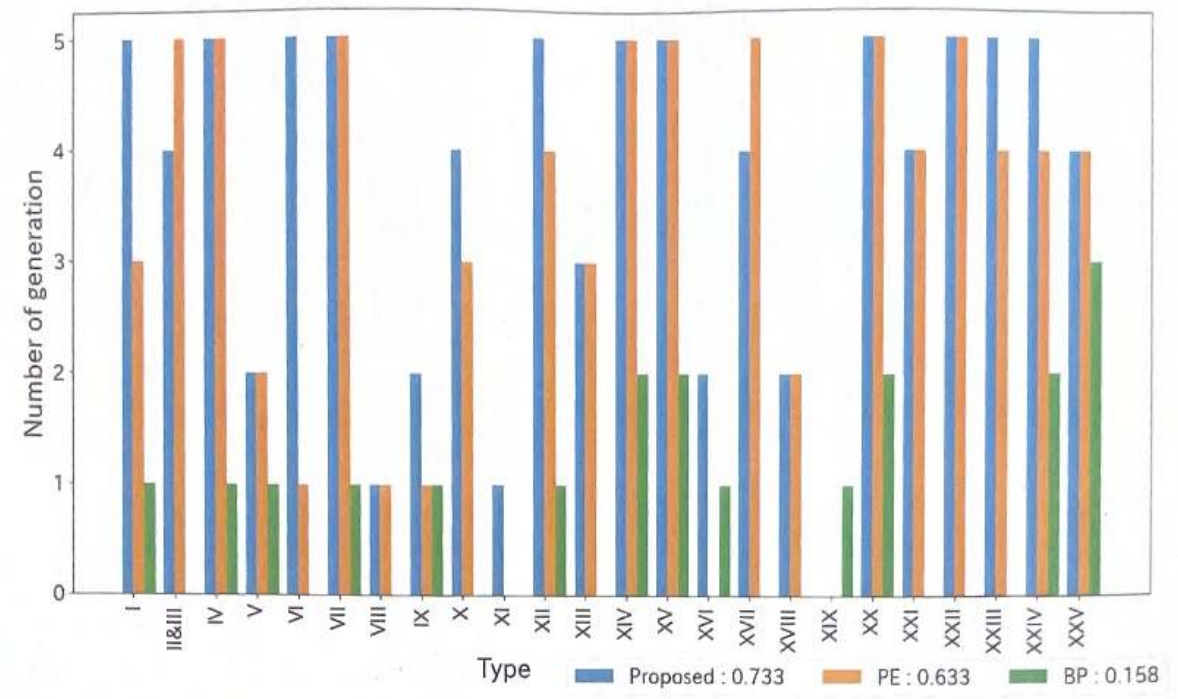 Number of generation
5
4
3
2
1
0
I
II&III
IV
V
VI
VII
VIII
IX
X
XI
XII
XIII
XIV
XV
XVI
XVII
XVIII
XIX
XX
XXI
XXII
XXIII
XXIV
XXV
Type
Proposed : 0.733
PE : 0.633
BP : 0.158